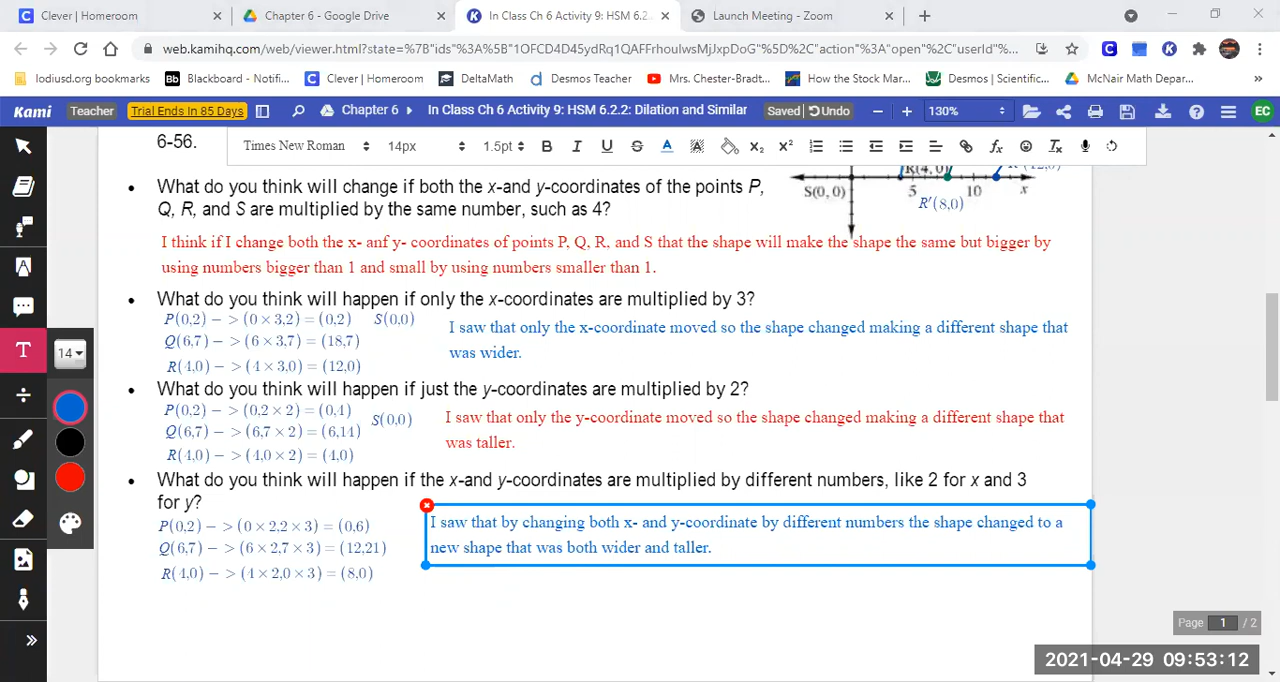 Clever | Homeroom
Chapter 6 - Google Drive
In Class Ch 6 Activity 9: HSM 6.2.2
Launch Meeting - Zoom
web.kamihq.com/web/viewer.html?state=%7B"ids"%3A%5B"1OFCD4D45ydRq1QAFFrhoulwsMjJxpDoG"%5D%2C"action"%3A"open"%2C"userId"%...
lodiusd.org bookmarks
Blackboard - Notifi...
Clever | Homeroom
DeltaMath
Desmos Teacher
Mrs. Chester-Bradt...
How the Stock Mar...
Desmos | Scientific...
McNair Math Depar...
Kami
Teacher
Trial Ends In 85 Days
Chapter 6
In Class Ch 6 Activity 9: HSM 6.2.2: Dilation and Similar
Saved
Undo
130%
EC
6-56.
Times New Roman
14px
1.5pt
R(4, 0)
S(0, 0)
5
10
x
R'(8,0)
What do you think will change if both the x-and y-coordinates of the points P,
Q, R, and S are multiplied by the same number, such as 4?
I think if I change both the x- anf y- coordinates of points P, Q, R, and S that the shape will make the shape the same but bigger by
using numbers bigger than 1 and small by using numbers smaller than 1.
What do you think will happen if only the x-coordinates are multiplied by 3?
P(0,2) − > (0 × 3,2) = (0,2) S(0,0)
Q(6,7) − > (6 × 3,7) = (18,7)
R(4,0) − > (4 × 3,0) = (12,0)
I saw that only the x-coordinate moved so the shape changed making a different shape that
was wider.
What do you think will happen if just the y-coordinates are multiplied by 2?
P(0,2) − > (0,2 × 2) = (0,4) S(0,0)
Q(6,7) − > (6,7 × 2) = (6,14)
R(4,0) − > (4,0 × 2) = (4,0)
I saw that only the y-coordinate moved so the shape changed making a different shape that
was taller.
What do you think will happen if the x-and y-coordinates are multiplied by different numbers, like 2 for x and 3
for y?
P(0,2) − > (0 × 2,2 × 3) = (0,6)
Q(6,7) − > (6 × 2,7 × 3) = (12,21)
R(4,0) − > (4 × 2,0 × 3) = (8,0)
I saw that by changing both x- and y-coordinate by different numbers the shape changed to a
new shape that was both wider and taller.
14
Page 1 / 2
2021-04-29 09:53:12